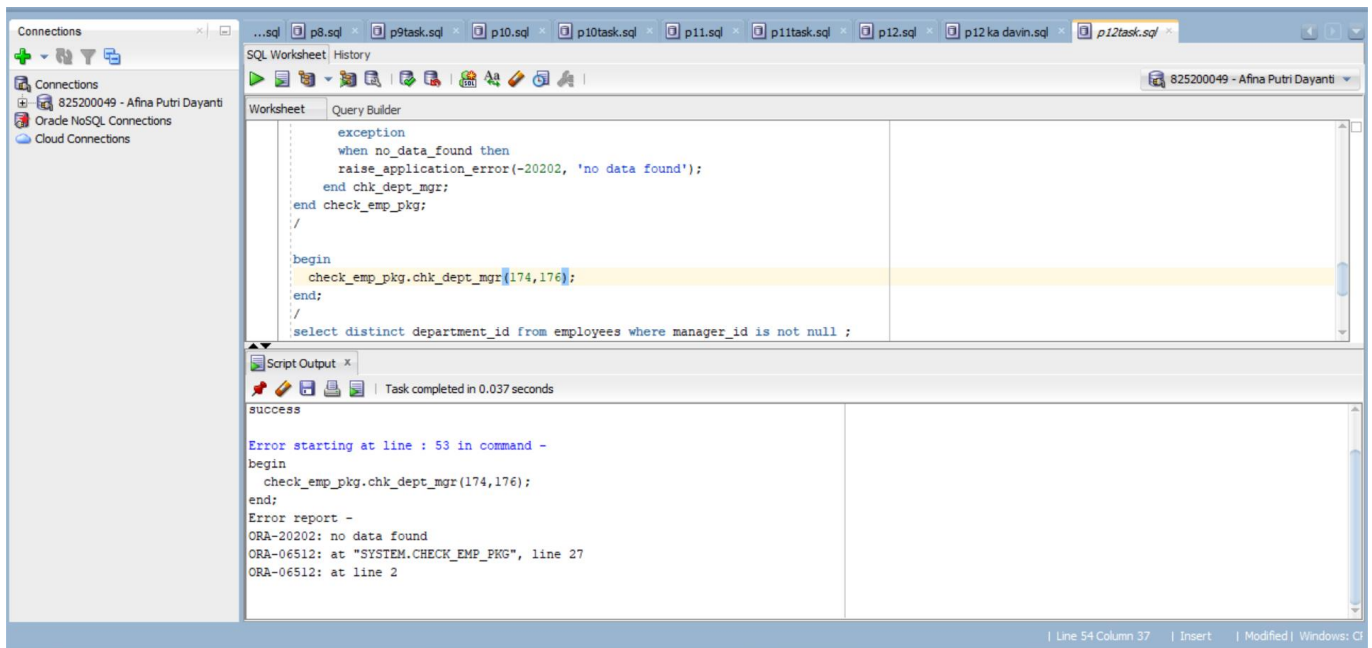 Connections
Connections
825200049 - Afina Putri Dayanti
Oracle NoSQL Connections
Cloud Connections
...sql p8.sql p9task.sql p10.sql p10task.sql p11.sql p11task.sql p12.sql p12 ka davin.sql p12task.sql
SQL Worksheet History
825200049 - Afina Putri Dayanti
Worksheet Query Builder
exception
when no_data_found then
raise_application_error(-20202, 'no data found');
end chk_dept_mgr;
end check_emp_pkg;
/
begin
check_emp_pkg.chk_dept_mgr(174,176);
end;
/
select distinct department_id from employees where manager_id is not null ;
Script Output
Task completed in 0.037 seconds
success
Error starting at line : 53 in command -
begin
check_emp_pkg.chk_dept_mgr(174,176);
end;
Error report -
ORA-20202: no data found
ORA-06512: at "SYSTEM.CHECK_EMP_PKG", line 27
ORA-06512: at line 2
| Line 54 Column 37 | Insert | Modified | Windows: Cl